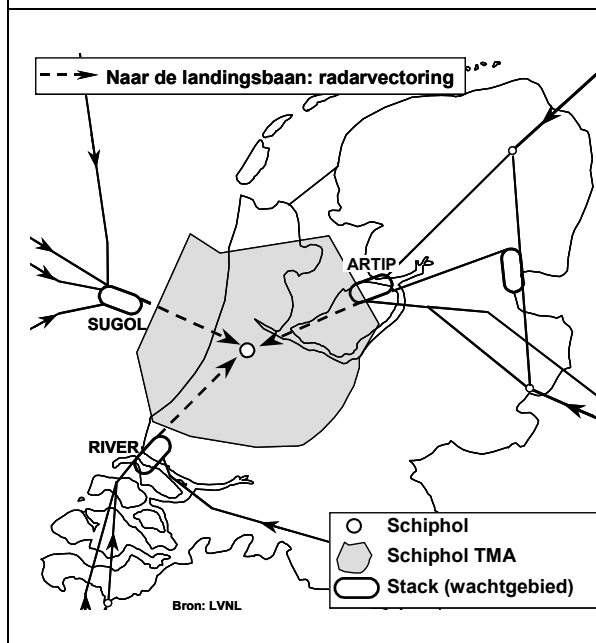 Naar de landingsbaan: radarvectoring
ARTIP
SUGOL
RIVER
Schiphol
Schiphol TMA
Stack (wachtgebied)
Bron: LVNL